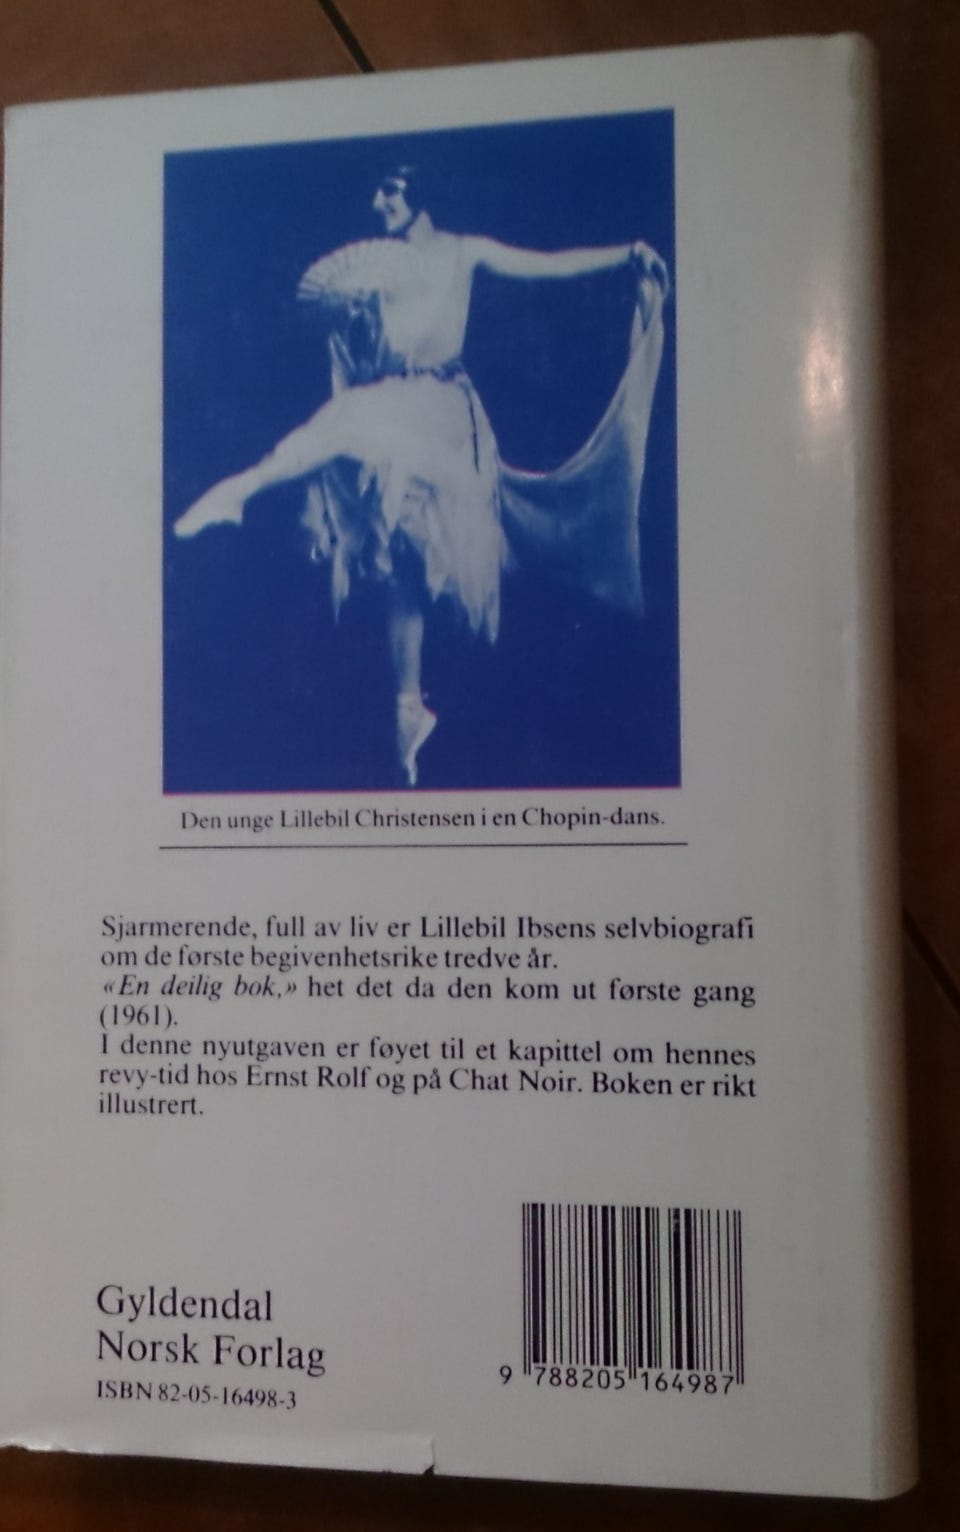 Den unge Lillebil Christensen i en Chopin-dans.
Sjarmerende, full av liv er Lillebil Ibsens selvbiografi
om de første begivenhetsrike tredve år.
«En deilig bok,» het det da den kom ut første gang
(1961).
I denne nyutgaven er føyet til et kapittel om hennes
revy-tid hos Ernst Rolf og på Chat Noir. Boken er rikt
illustrert.
Gyldendal
Norsk Forlag
ISBN 82-05-16498-3
9 788205 164987